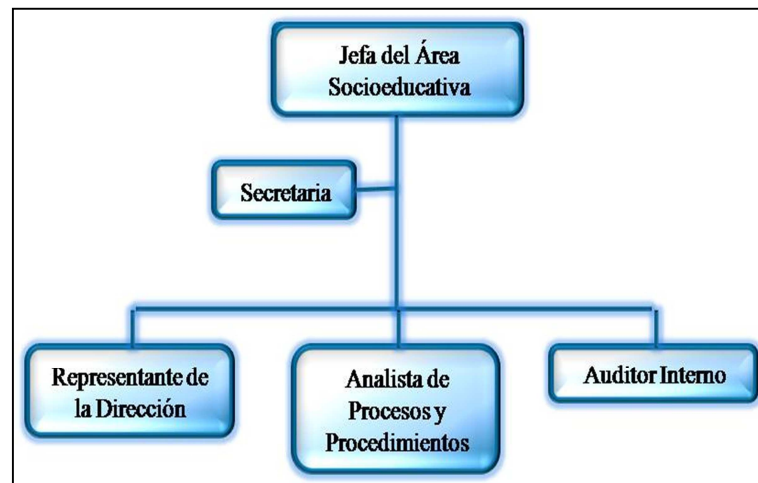 Jefa del Área
Socioeducativa
Secretaria
Representante de
la Dirección
Analista de
Procesos y
Procedimientos
Auditor Interno